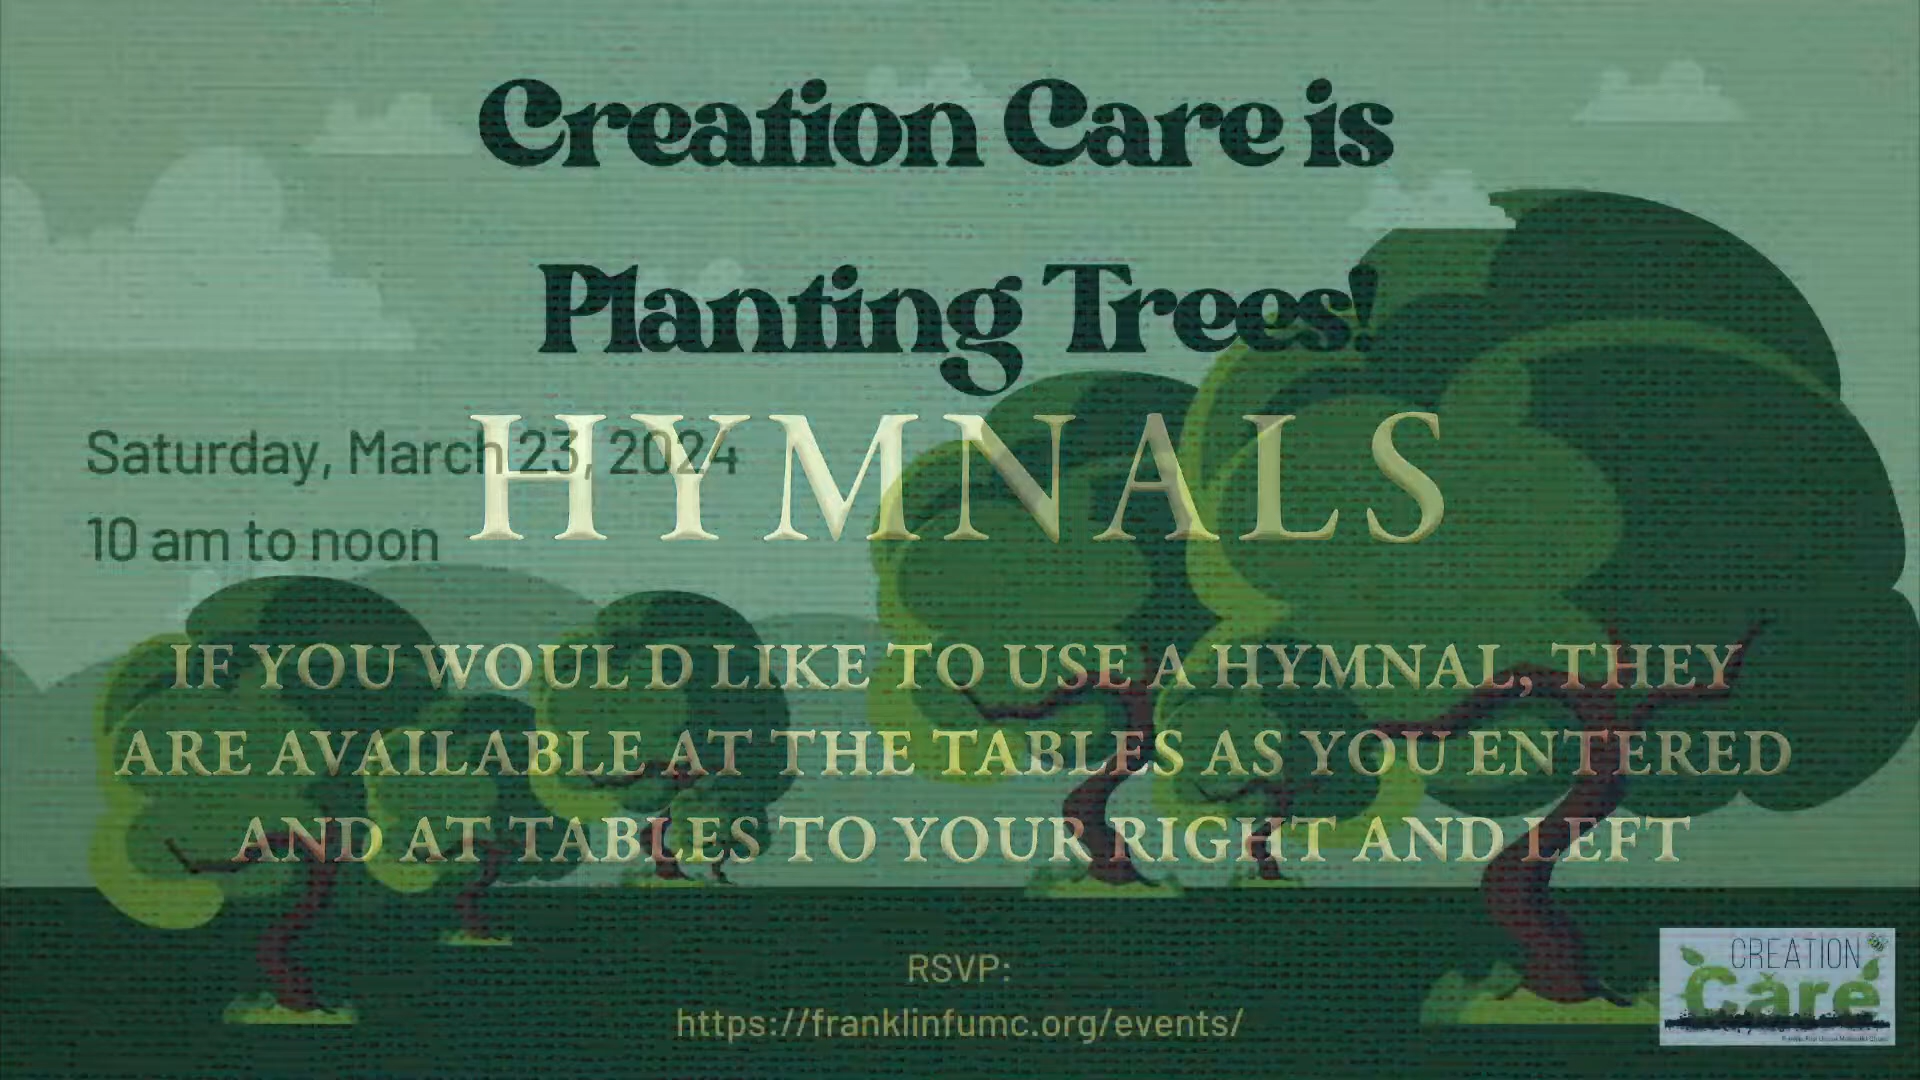 Creation Care is
Planting Trees!
Saturday, March 23, 2024
10 am to noon
HYMNALS
IF YOU WOULD LIKE TO USE A HYMNAL, THEY
ARE AVAILABLE AT THE TABLES AS YOU ENTERED
AND AT TABLES TO YOUR RIGHT AND LEFT
RSVP:
https://franklinfumc.org/events/
CREATION
Care